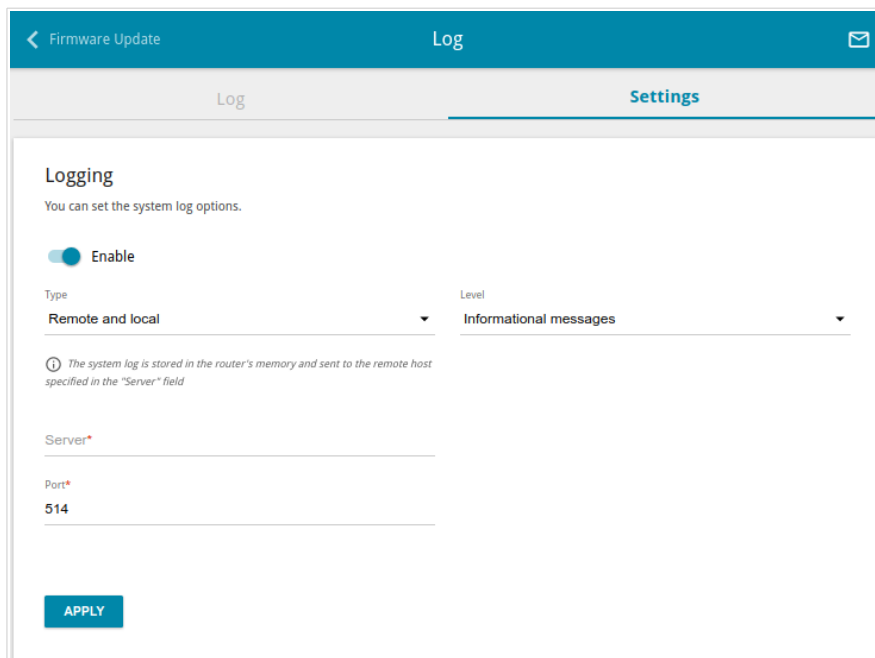 Firmware Update
Log
Log
Settings
Logging
You can set the system log options.
Enable
Type
Remote and local
Level
Informational messages
The system log is stored in the router's memory and sent to the remote host
specified in the "Server" field
Server*
Port*
514
APPLY